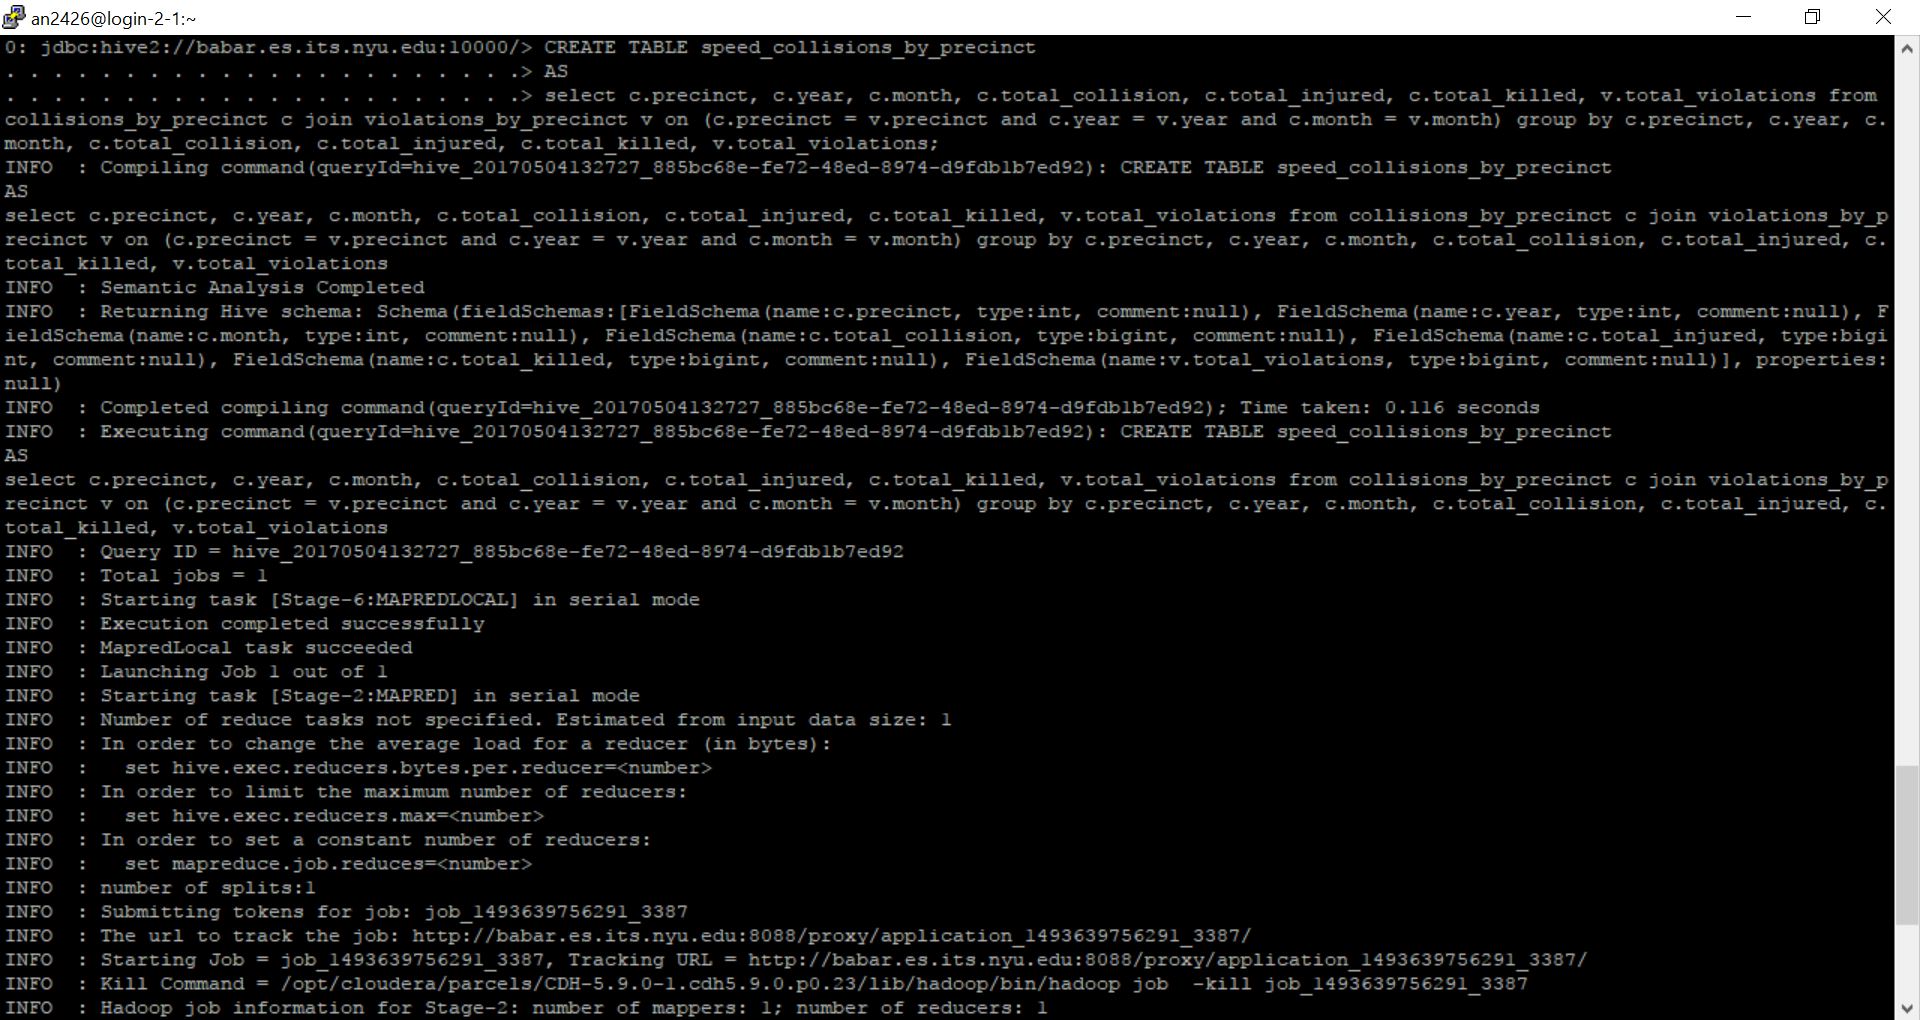 an2426@login-2-1:~
0: jdbc:hive2://babar.es.its.nyu.edu:10000/> CREATE TABLE speed_collisions_by_precinct
. . . . . . . . . . . . . . . . . . . . . .> AS
. . . . . . . . . . . . . . . . . . . . . .> select c.precinct, c.year, c.month, c.total_collision, c.total_injured, c.total_killed, v.total_violations from
collisions_by_precinct c join violations_by_precinct v on (c.precinct = v.precinct and c.year = v.year and c.month = v.month) group by c.precinct, c.year, c.
month, c.total_collision, c.total_injured, c.total_killed, v.total_violations;
INFO  : Compiling command(queryId=hive_20170504132727_885bc68e-fe72-48ed-8974-d9fdb1b7ed92): CREATE TABLE speed_collisions_by_precinct
AS
select c.precinct, c.year, c.month, c.total_collision, c.total_injured, c.total_killed, v.total_violations from collisions_by_precinct c join violations_by_p
recinct v on (c.precinct = v.precinct and c.year = v.year and c.month = v.month) group by c.precinct, c.year, c.month, c.total_collision, c.total_injured, c.
total_killed, v.total_violations
INFO  : Semantic Analysis Completed
INFO  : Returning Hive schema: Schema(fieldSchemas:[FieldSchema(name:c.precinct, type:int, comment:null), FieldSchema(name:c.year, type:int, comment:null), F
ieldSchema(name:c.month, type:int, comment:null), FieldSchema(name:c.total_collision, type:bigint, comment:null), FieldSchema(name:c.total_injured, type:bigi
nt, comment:null), FieldSchema(name:c.total_killed, type:bigint, comment:null), FieldSchema(name:v.total_violations, type:bigint, comment:null)], properties:
null)
INFO  : Completed compiling command(queryId=hive_20170504132727_885bc68e-fe72-48ed-8974-d9fdb1b7ed92); Time taken: 0.116 seconds
INFO  : Executing command(queryId=hive_20170504132727_885bc68e-fe72-48ed-8974-d9fdb1b7ed92): CREATE TABLE speed_collisions_by_precinct
AS
select c.precinct, c.year, c.month, c.total_collision, c.total_injured, c.total_killed, v.total_violations from collisions_by_precinct c join violations_by_p
recinct v on (c.precinct = v.precinct and c.year = v.year and c.month = v.month) group by c.precinct, c.year, c.month, c.total_collision, c.total_injured, c.
total_killed, v.total_violations
INFO  : Query ID = hive_20170504132727_885bc68e-fe72-48ed-8974-d9fdb1b7ed92
INFO  : Total jobs = 1
INFO  : Starting task [Stage-6:MAPREDLOCAL] in serial mode
INFO  : Execution completed successfully
INFO  : MapredLocal task succeeded
INFO  : Launching Job 1 out of 1
INFO  : Starting task [Stage-2:MAPRED] in serial mode
INFO  : Number of reduce tasks not specified. Estimated from input data size: 1
INFO  : In order to change the average load for a reducer (in bytes):
INFO  :   set hive.exec.reducers.bytes.per.reducer=<number>
INFO  : In order to limit the maximum number of reducers:
INFO  :   set hive.exec.reducers.max=<number>
INFO  : In order to set a constant number of reducers:
INFO  :   set mapreduce.job.reduces=<number>
INFO  : number of splits:1
INFO  : Submitting tokens for job: job_1493639756291_3387
INFO  : The url to track the job: http://babar.es.its.nyu.edu:8088/proxy/application_1493639756291_3387/
INFO  : Starting Job = job_1493639756291_3387, Tracking URL = http://babar.es.its.nyu.edu:8088/proxy/application_1493639756291_3387/
INFO  : Kill Command = /opt/cloudera/parcels/CDH-5.9.0-1.cdh5.9.0.p0.23/lib/hadoop/bin/hadoop job  -kill job_1493639756291_3387
INFO  : Hadoop job information for Stage-2: number of mappers: 1; number of reducers: 1